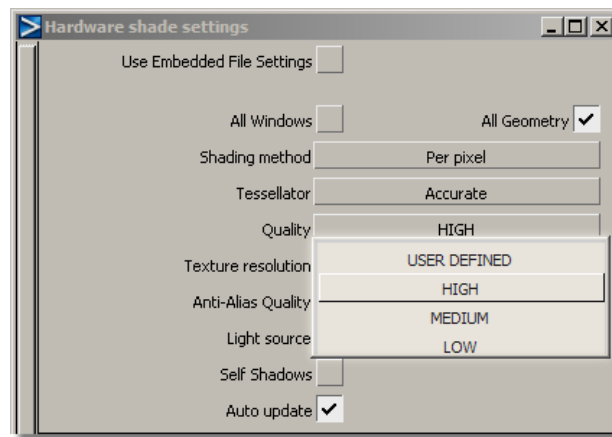 Hardware shade settings
Use Embedded File Settings
All Windows All Geometry
Shading method Per pixel
Tessellator Accurate
Quality HIGH
USER DEFINED
Texture resolution
HIGH
Anti-Alias Quality
MEDIUM
Light source
LOW
Self Shadows
Auto update